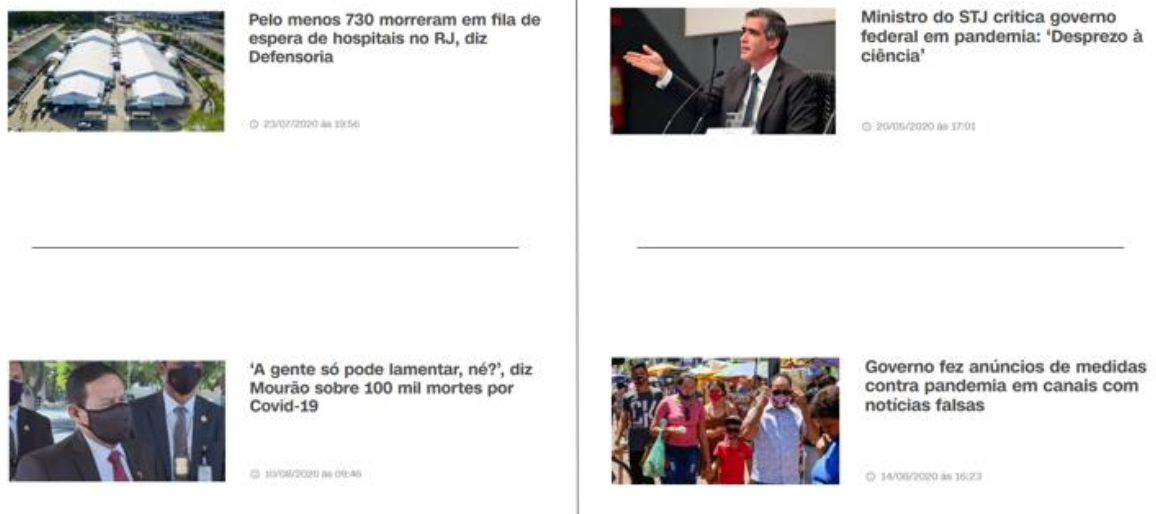 Pelo menos 730 morreram em fila de
espera de hospitais no RJ, diz
Defensoria
23/07/2020 às 19:56
Ministro do STJ critica governo
federal em pandemia: ‘Desprezo à
ciência’
20/05/2020 às 17:01
‘A gente só pode lamentar, né?’, diz
Mourão sobre 100 mil mortes por
Covid-19
10/08/2020 às 09:46
Governo fez anúncios de medidas
contra pandemia em canais com
notícias falsas
14/08/2020 às 16:23